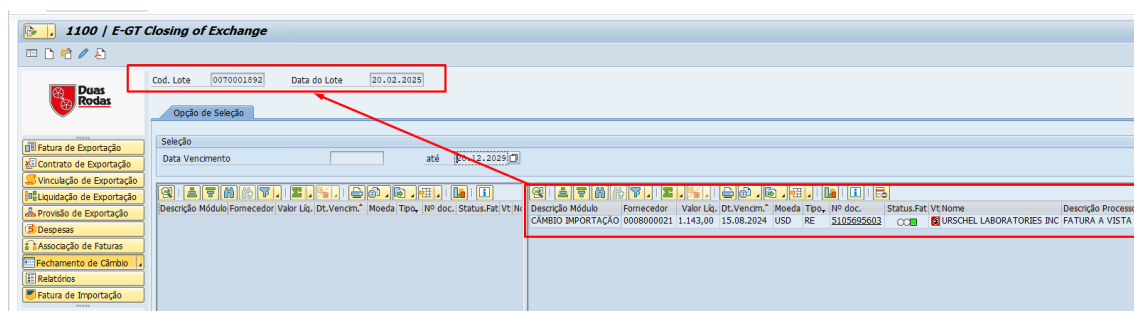 1100 | E-GT Closing of Exchange
Duas
Rodas
Cod. Lote 0070001892 Data do Lote 20.02.2025
Opção de Seleção
Seleção
Data Vencimento até 20.12.2029
Fatura de Exportação
Contrato de Exportação
Vinculação de Exportação
Liquidação de Exportação
Provisão de Exportação
Despesas
Associação de Faturas
Fechamento de Câmbio
Relatórios
Fatura de Importação
Descrição Módulo Fornecedor Valor Líq. Dt.Vencim. Moeda Tipo Nº doc. Status.Fat Vt
Descrição Módulo Fornecedor Valor Líq. Dt.Vencim. Moeda Tipo Nº doc. Status.Fat Vt Nome Descrição Processo
CÂMBIO IMPORTAÇÃO 0008000021 1.143,00 15.08.2024 USD RE 5105695603 URSCHEL LABORATORIES INC FATURA A VISTA